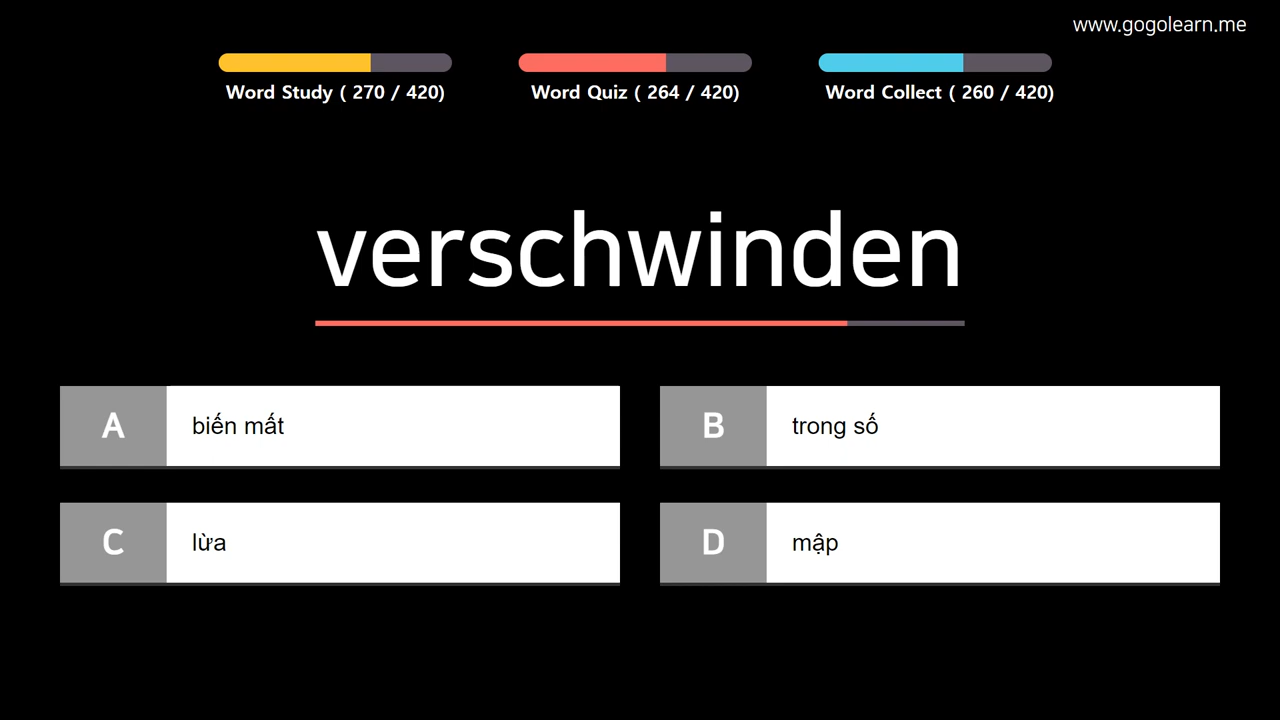 www.gogolearn.me
Word Study ( 270 / 420)
Word Quiz ( 264 / 420)
Word Collect ( 260 / 420)
verschwinden
A
biến mất
B
trong số
C
lừa
D
mập